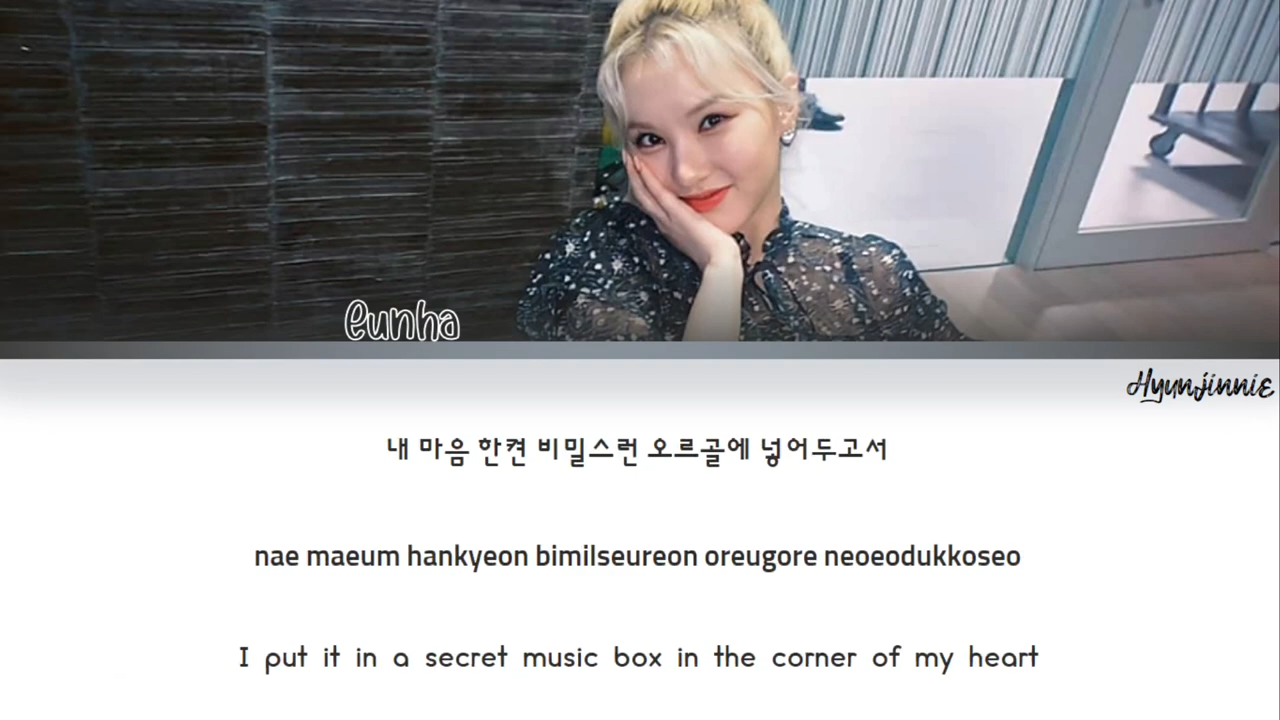 eunha
Hyunjinnie
내 마음 한켠 비밀스런 오르골에 넣어두고서
nae maeum hankyeon bimilseureon oreugore neoeodukkoseo
I put it in a secret music box in the corner of my heart